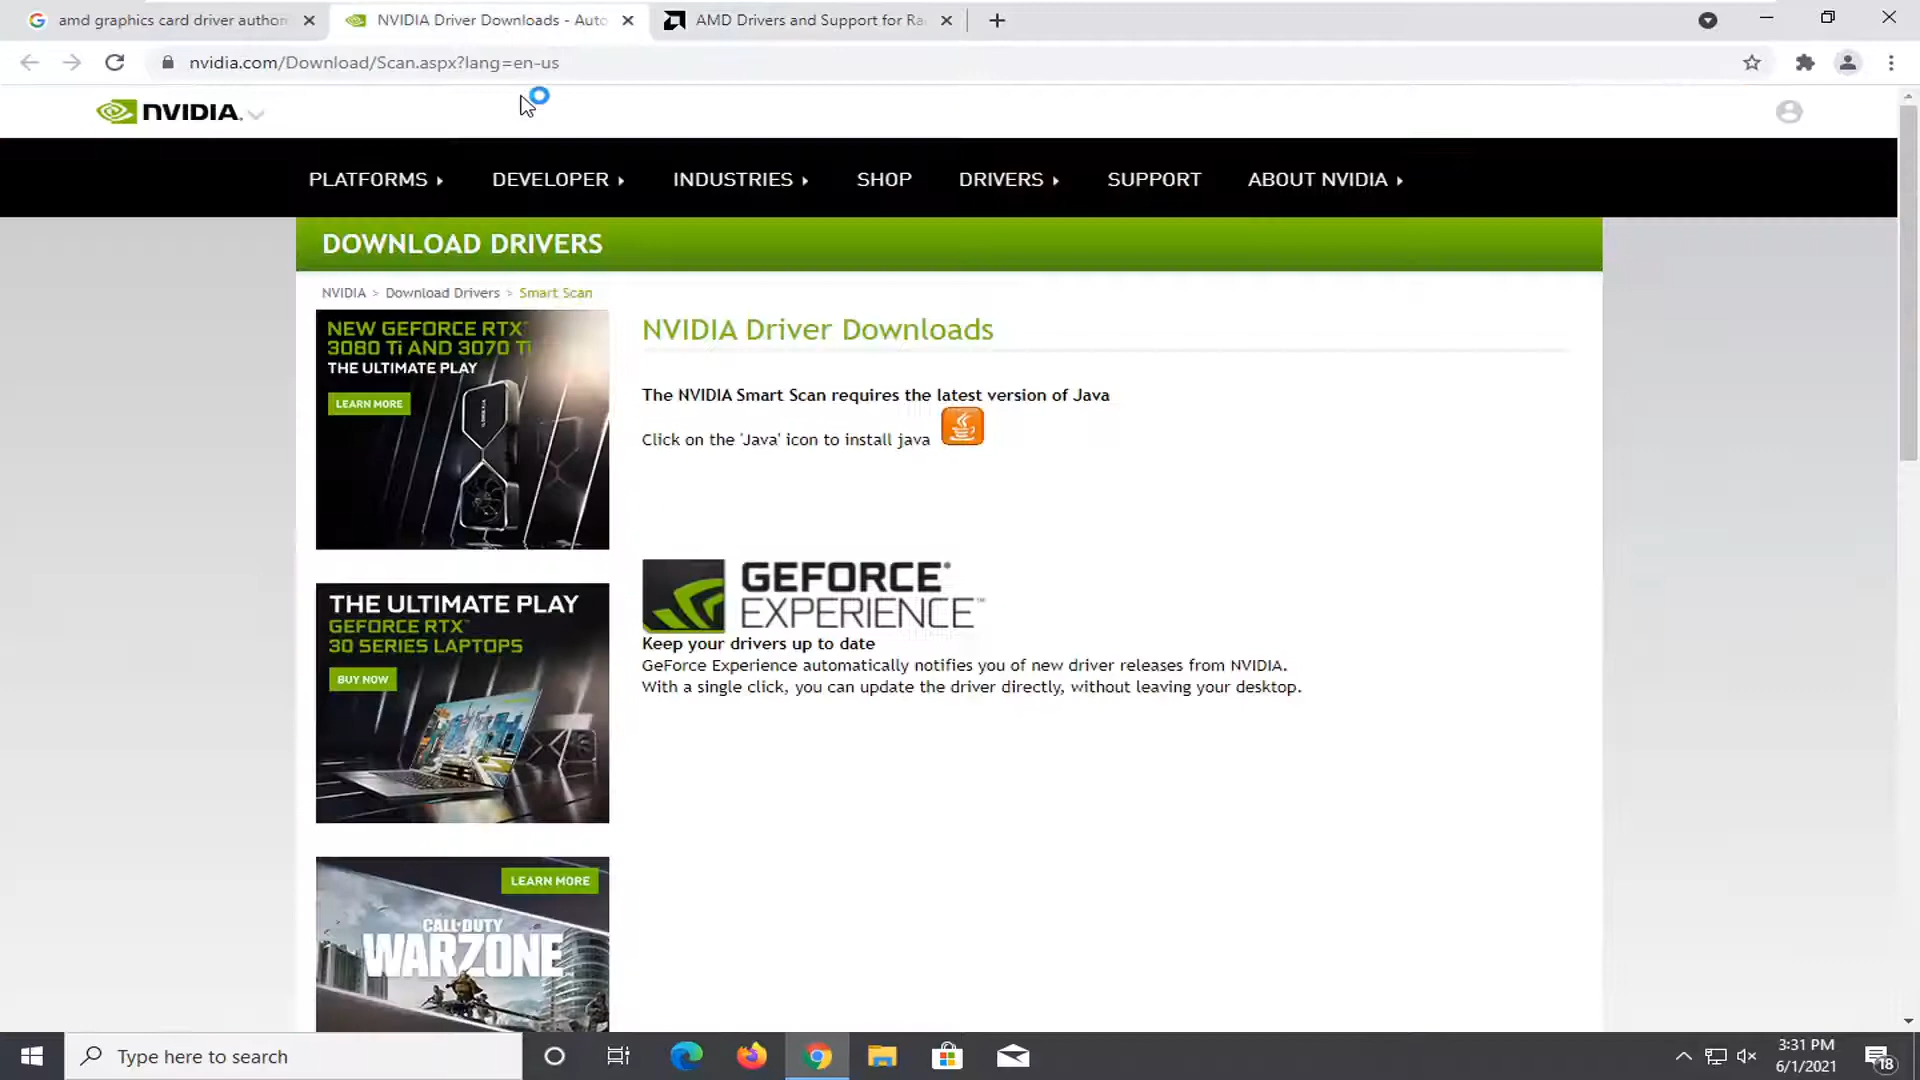 amd graphics card driver author
NVIDIA Driver Downloads - Auto
AMD Drivers and Support for Ra
nvidia.com/Download/Scan.aspx?lang=en-us
NVIDIA.
PLATFORMS
DEVELOPER
INDUSTRIES
SHOP
DRIVERS
SUPPORT
ABOUT NVIDIA
DOWNLOAD DRIVERS
NVIDIA > Download Drivers > Smart Scan
NEW GEFORCE RTX™
3080 Ti AND 3070 Ti
THE ULTIMATE PLAY
LEARN MORE
NVIDIA Driver Downloads
The NVIDIA Smart Scan requires the latest version of Java
Click on the 'Java' icon to install java
GEFORCE®
EXPERIENCE™
Keep your drivers up to date
GeForce Experience automatically notifies you of new driver releases from NVIDIA.
With a single click, you can update the driver directly, without leaving your desktop.
THE ULTIMATE PLAY
GEFORCE RTX™
30 SERIES LAPTOPS
BUY NOW
LEARN MORE
CALL OF DUTY
WARZONE
Type here to search
3:31 PM
6/1/2021
18